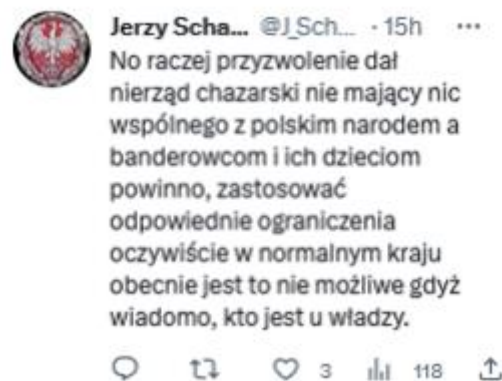 Jerzy Scha... @J_Sch... · 15h ···
No raczej przyzwolenie dał
nierząd chazarski nie mający nic
wspólnego z polskim narodem a
banderowcom i ich dzieciom
powinno, zastosować
odpowiednie ograniczenia
oczywiście w normalnym kraju
obecnie jest to nie możliwe gdyż
wiadomo, kto jest u władzy.
3 118